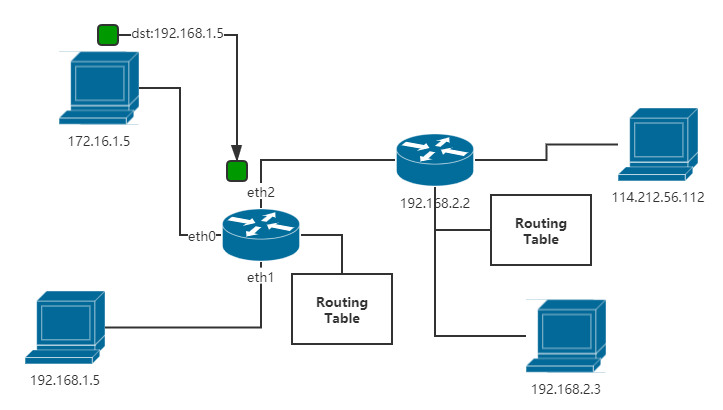 dst:192.168.1.5
172.16.1.5
eth2
192.168.2.2
114.212.56.112
eth0
Routing
Table
eth1
Routing
Table
192.168.1.5
192.168.2.3